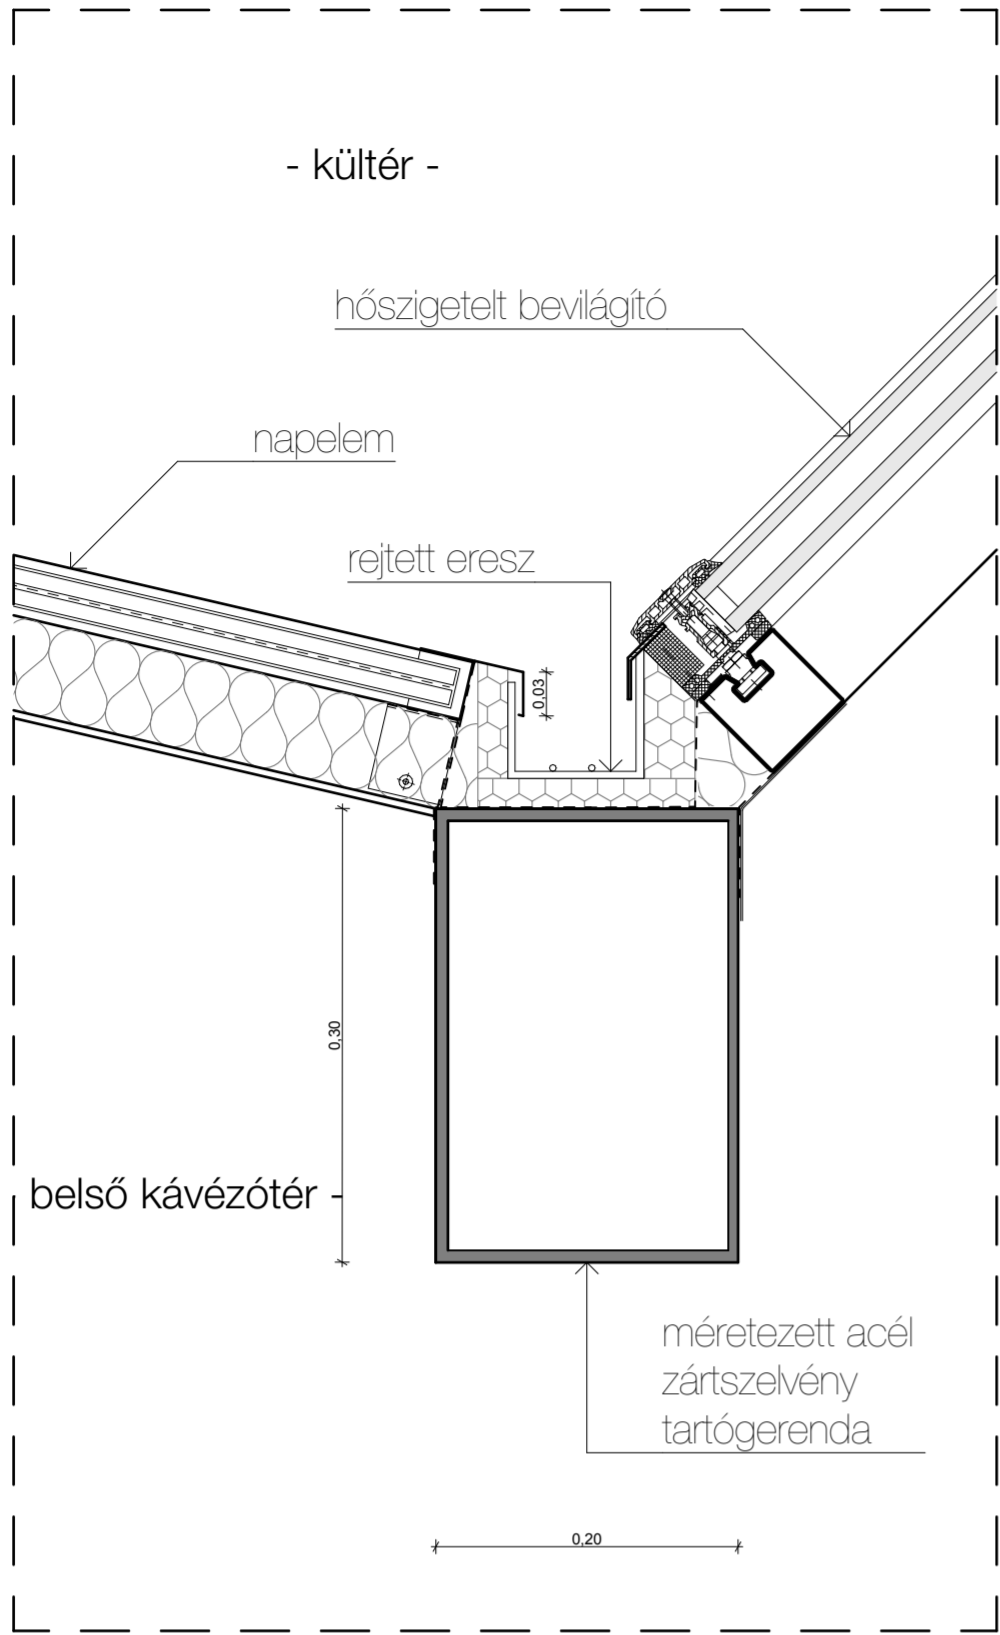 - kültér -
hőszigetelt bevilágító
napelem
rejtett eresz
0,03
0,30
belső kávézótér -
méretezett acél
zártszelvény
tartógerenda
0,20